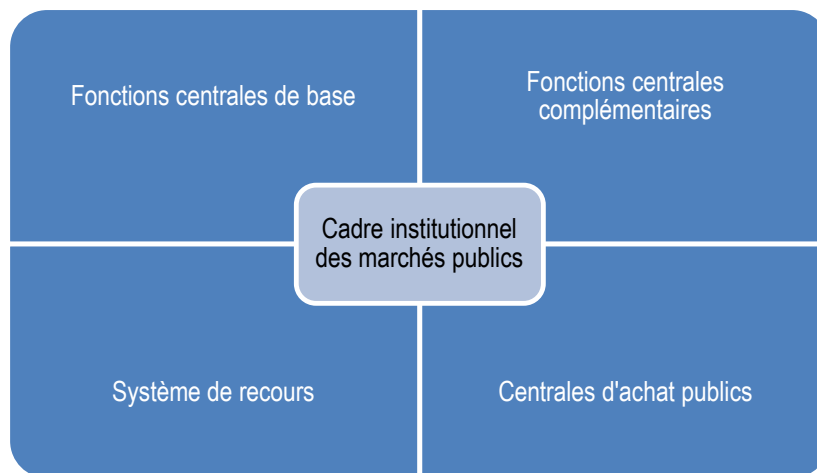 Fonctions centrales de base
Fonctions centrales
complémentaires
Cadre institutionnel
des marchés publics
Système de recours
Centrales d'achat publics